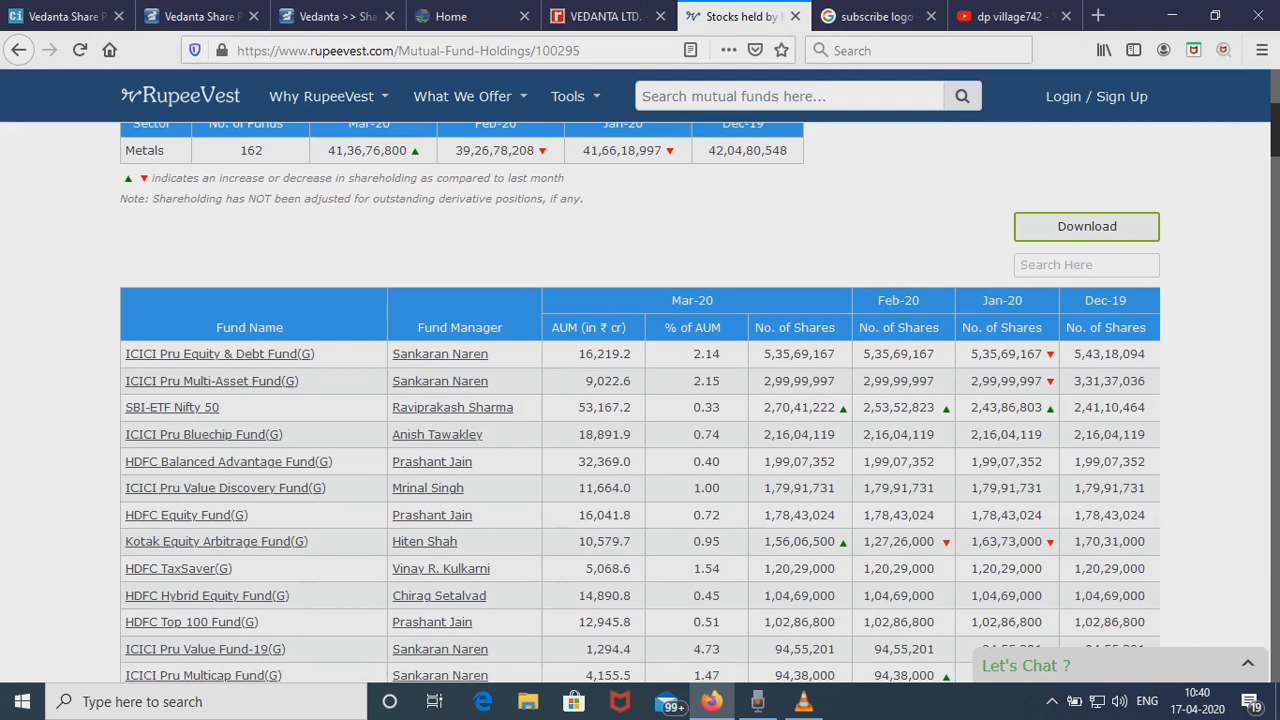 Vedanta Share P
Vedanta Share P
Vedanta >> Sha
Home
VEDANTA LTD.
Stocks held by M
subscribe logo -
dp village742 -
https://www.rupeevest.com/Mutual-Fund-Holdings/100295
Search
RupeeVest
Why RupeeVest
What We Offer
Tools
Search mutual funds here...
Login / Sign Up
Sector No. of Funds Mar-20 Feb-20 Jan-20 Dec-19
Metals 162 41,36,76,800 39,26,78,208 41,66,18,997 42,04,80,548
indicates an increase or decrease in shareholding as compared to last month
Note: Shareholding has NOT been adjusted for outstanding derivative positions, if any.
Download
Search Here
Mar-20 Feb-20 Jan-20 Dec-19
Fund Name Fund Manager AUM (in ₹ cr) % of AUM No. of Shares No. of Shares No. of Shares No. of Shares
ICICI Pru Equity & Debt Fund(G) Sankaran Naren 16,219.2 2.14 5,35,69,167 5,35,69,167 5,35,69,167 5,43,18,094
ICICI Pru Multi-Asset Fund(G) Sankaran Naren 9,022.6 2.15 2,99,99,997 2,99,99,997 2,99,99,997 3,31,37,036
SBI-ETF Nifty 50 Raviprakash Sharma 53,167.2 0.33 2,70,41,222 2,53,52,823 2,43,86,803 2,41,10,464
ICICI Pru Bluechip Fund(G) Anish Tawakley 18,891.9 0.74 2,16,04,119 2,16,04,119 2,16,04,119 2,16,04,119
HDFC Balanced Advantage Fund(G) Prashant Jain 32,369.0 0.40 1,99,07,352 1,99,07,352 1,99,07,352 1,99,07,352
ICICI Pru Value Discovery Fund(G) Mrinal Singh 11,664.0 1.00 1,79,91,731 1,79,91,731 1,79,91,731 1,79,91,731
HDFC Equity Fund(G) Prashant Jain 16,041.8 0.72 1,78,43,024 1,78,43,024 1,78,43,024 1,78,43,024
Kotak Equity Arbitrage Fund(G) Hiten Shah 10,579.7 0.95 1,56,06,500 1,27,26,000 1,63,73,000 1,70,31,000
HDFC TaxSaver(G) Vinay R. Kulkarni 5,068.6 1.54 1,20,29,000 1,20,29,000 1,20,29,000 1,20,29,000
HDFC Hybrid Equity Fund(G) Chirag Setalvad 14,890.8 0.45 1,04,69,000 1,04,69,000 1,04,69,000 1,04,69,000
HDFC Top 100 Fund(G) Prashant Jain 12,945.8 0.51 1,02,86,800 1,02,86,800 1,02,86,800 1,02,86,800
ICICI Pru Value Fund-19(G) Sankaran Naren 1,294.4 4.73 94,55,201 94,55,201
ICICI Pru Multicap Fund(G) Sankaran Naren 4,155.5 1.47 94,38,000 94,38,000
Let's Chat ?
Type here to search
99+
ENG
10:40
17-04-2020
19